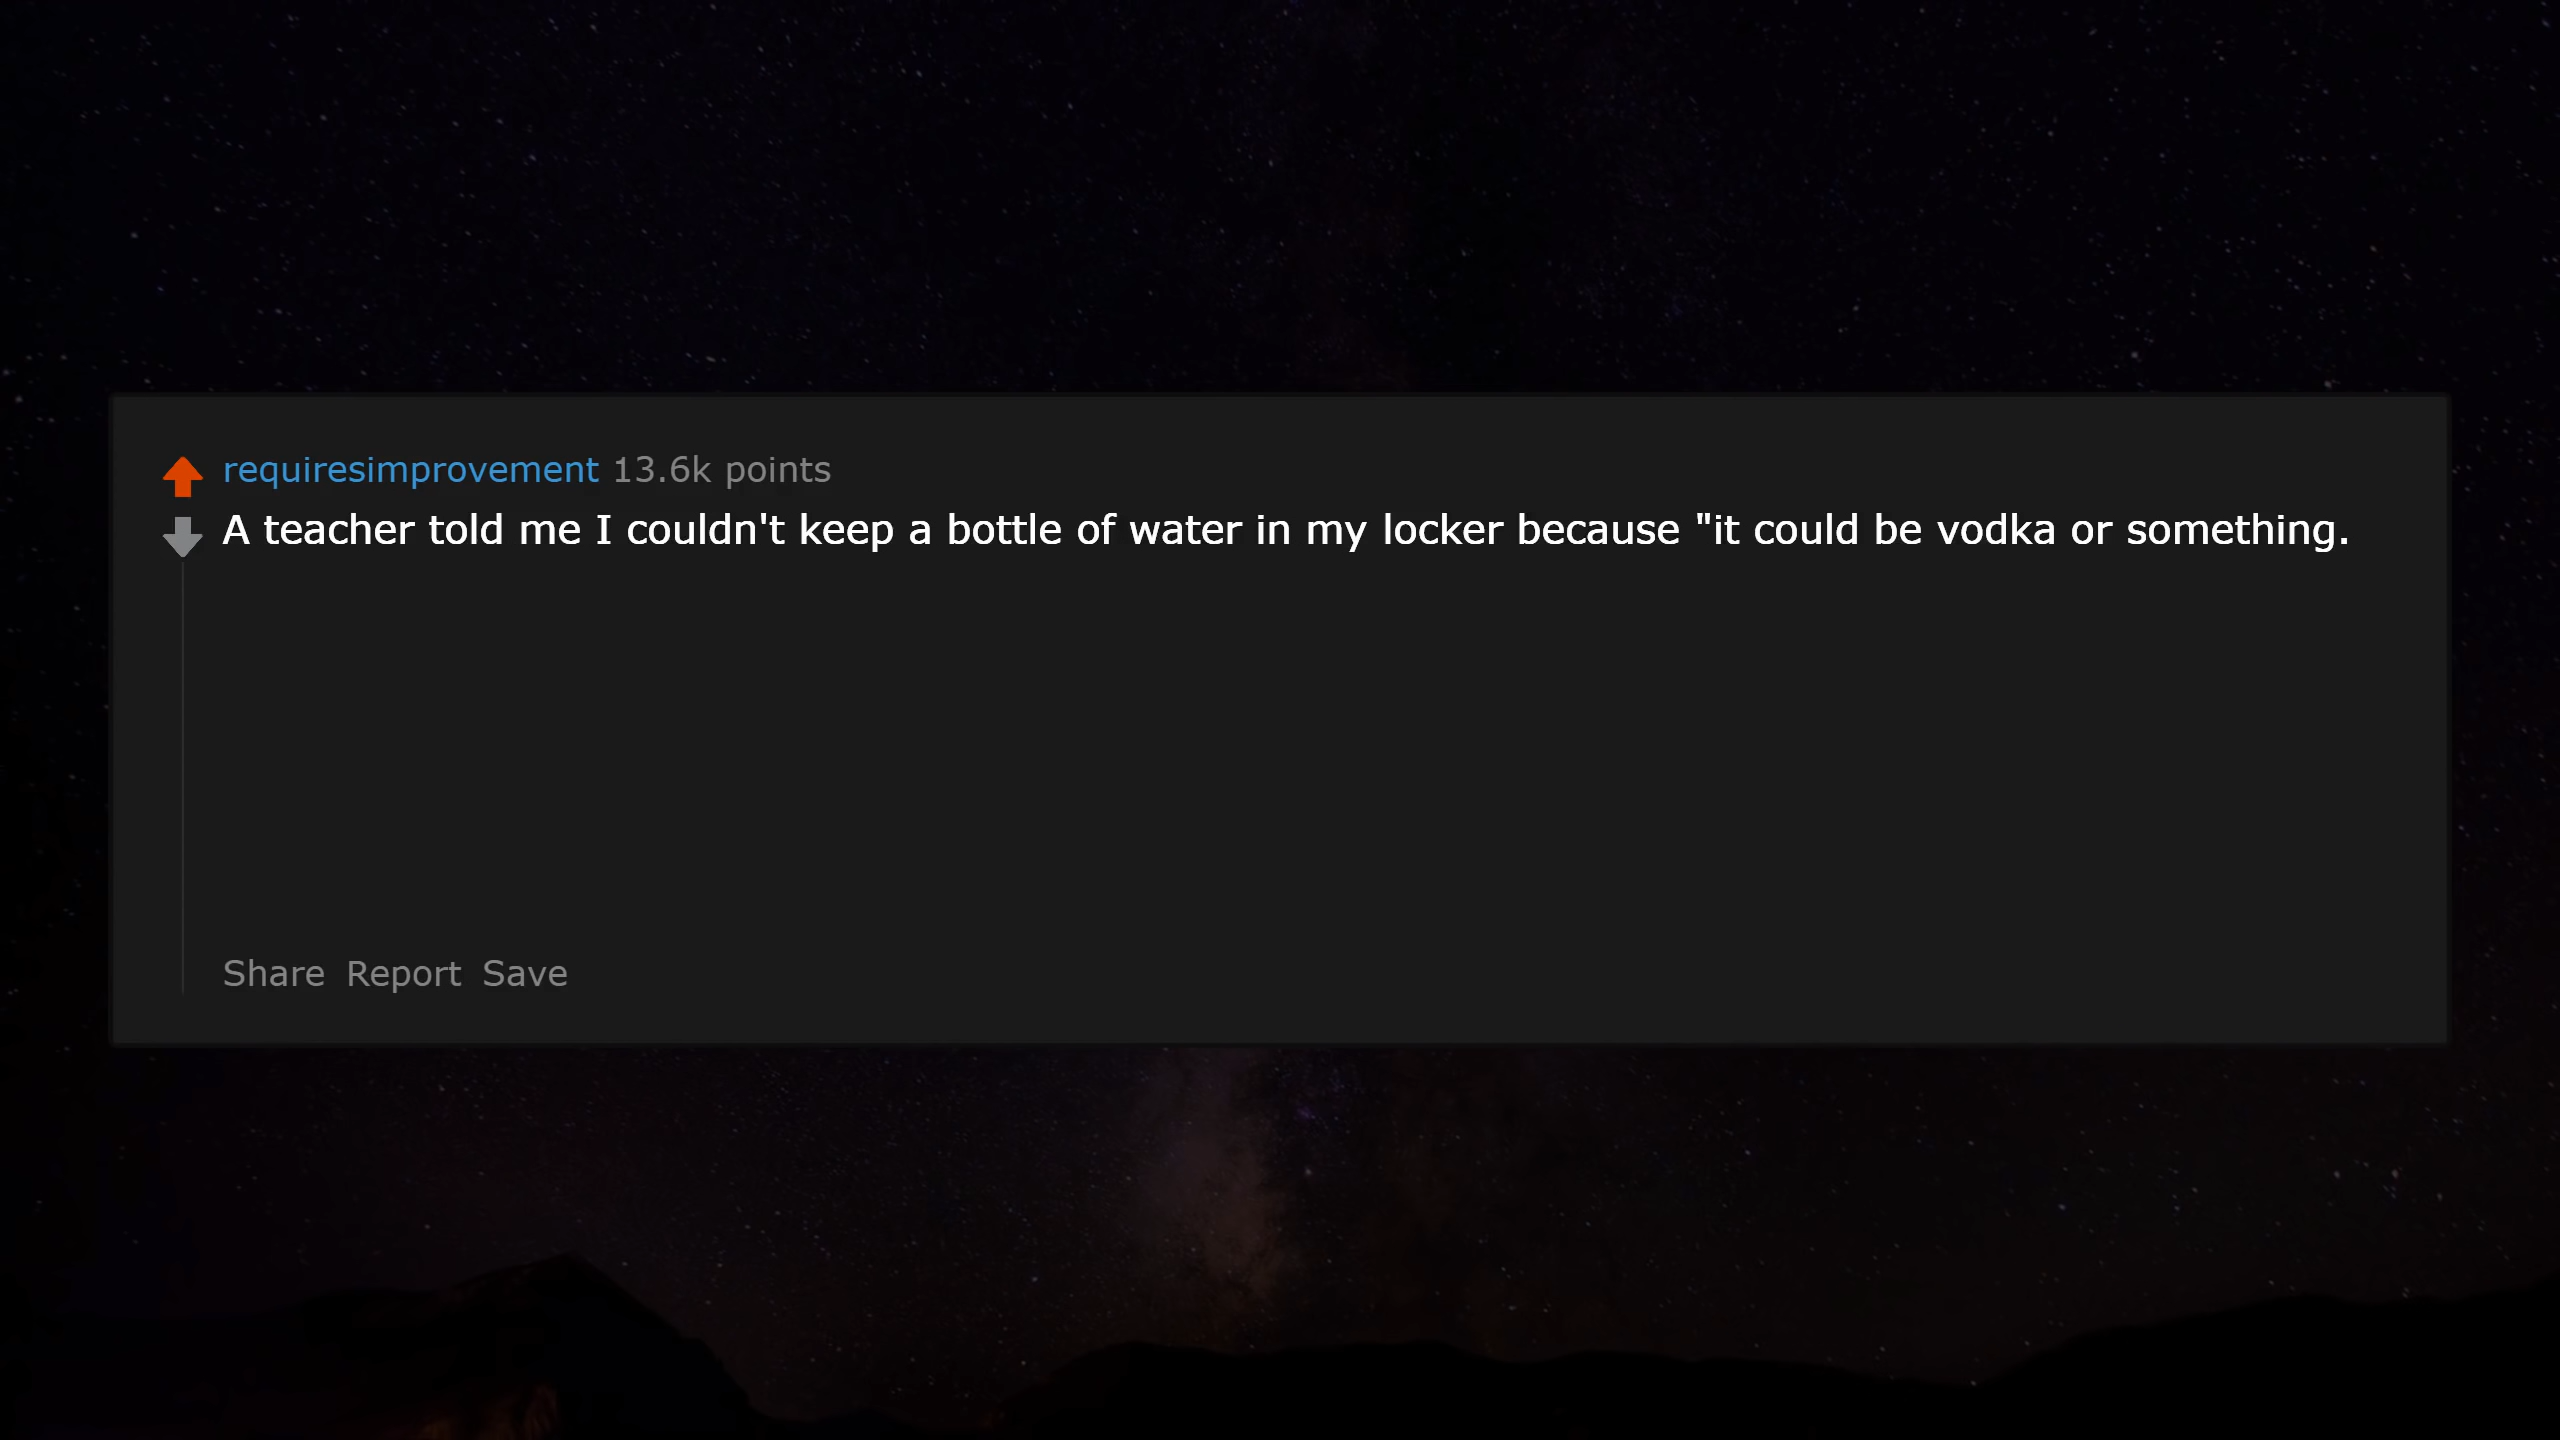 requiresimprovement 13.6k points
A teacher told me I couldn't keep a bottle of water in my locker because "it could be vodka or something.
Share Report Save